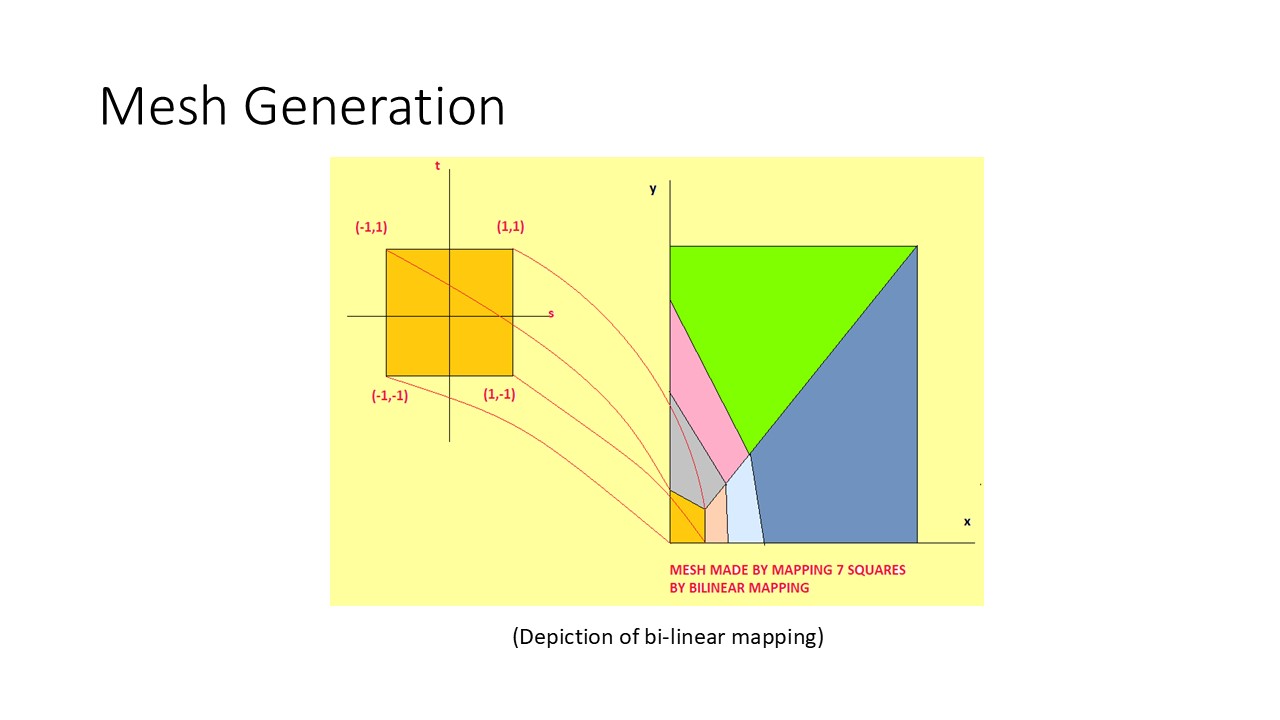 Mesh Generation
t
y
(-1,1)
(1,1)
s
(-1,-1)
(1,-1)
x
MESH MADE BY MAPPING 7 SQUARES
BY BILINEAR MAPPING
(Depiction of bi-linear mapping)